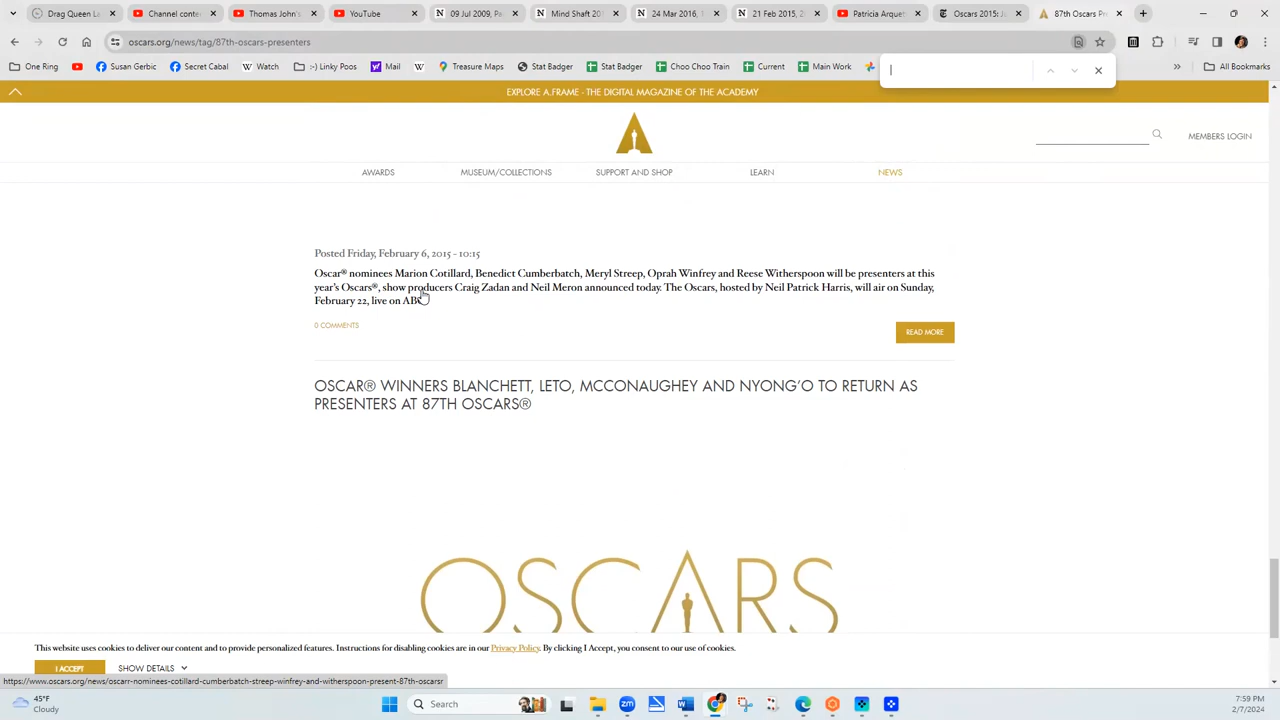 Drag Queen L
Channel conte
Thomas John's
YouTube
09 Jul 2009, Pa
Mind Shaft 20
24 Mar 2016, 1
21 Feb 2015, 2
Patricia Arquet
Oscars 2015: J
87th Oscars Pr
oscars.org/news/tag/87th-oscars-presenters
One Ring
Susan Gerbic
Secret Cabal
Watch
:-) Linky Poos
Mail
Treasure Maps
Stat Badger
Stat Badger
Choo Choo Train
Current
Main Work
All Bookmarks
EXPLORE A.FRAME - THE DIGITAL MAGAZINE OF THE ACADEMY
MEMBERS LOGIN
AWARDS
MUSEUM/COLLECTIONS
SUPPORT AND SHOP
LEARN
NEWS
Posted Friday, February 6, 2015 - 10:15
Oscar® nominees Marion Cotillard, Benedict Cumberbatch, Meryl Streep, Oprah Winfrey and Reese Witherspoon will be presenters at this
year's Oscars®, show producers Craig Zadan and Neil Meron announced today. The Oscars, hosted by Neil Patrick Harris, will air on Sunday,
February 22, live on ABC
0 COMMENTS
READ MORE
OSCAR® WINNERS BLANCHETT, LETO, MCCONAUGHEY AND NYONG'O TO RETURN AS
PRESENTERS AT 87TH OSCARS®
OSCARS
This website uses cookies to deliver our content and to provide personalized features. Instructions for disabling cookies are in our Privacy Policy. By clicking I Accept, you consent to our use of cookies.
I ACCEPT
SHOW DETAILS
https://www.oscars.org/news/oscarr-nominees-cotillard-cumberbatch-streep-winfrey-and-witherspoon-present-87th-oscarsr
45°F
Cloudy
Search
7:59 PM
2/7/2024